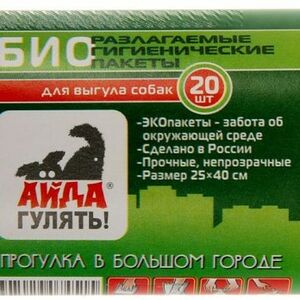 БИО
РАЗЛАГАЕМЫЕ
ГИГИЕНИЧЕСКИЕ
ПАКЕТЫ
для выгула собак
20
ШТ
-ЭКОпакеты - забота об
окружающей среде
-Сделано в России
-Прочные, непрозрачные
-Размер 25×40 см
АЙДА®
ГУЛЯТЬ!
ПРОГУЛКА В БОЛЬШОМ ГОРОДЕ